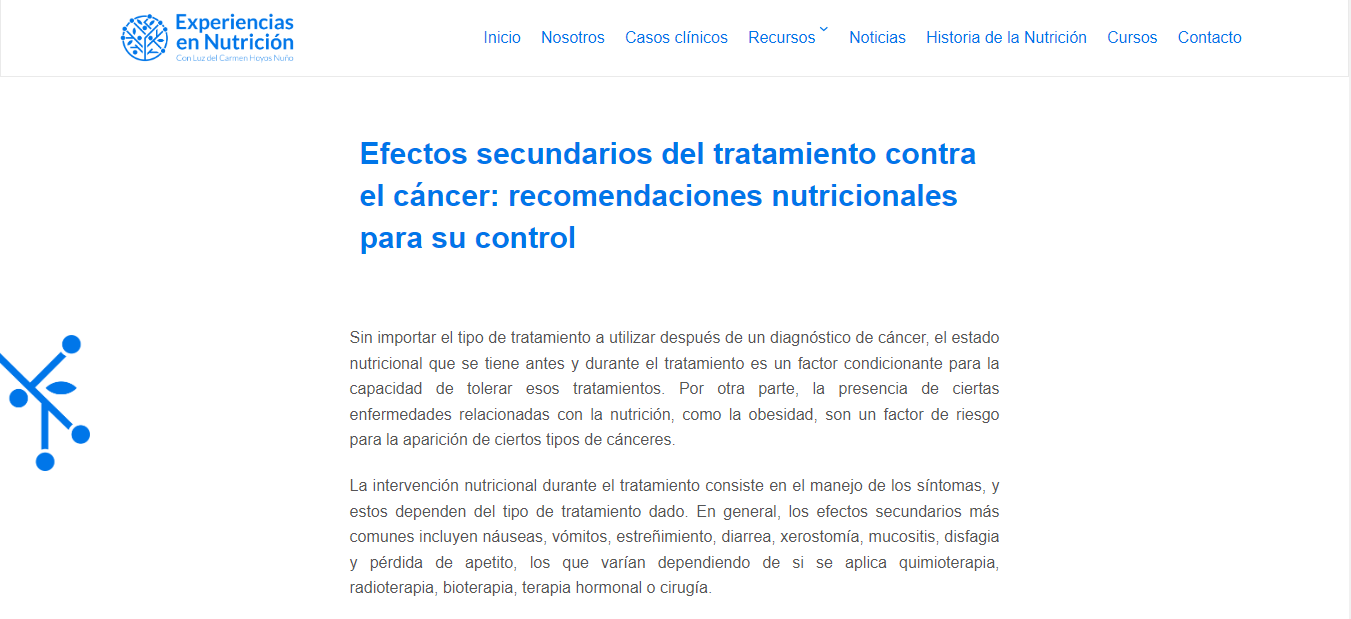 Experiencias
en Nutrición
Con Luz del Carmen Hoyos Nuño
Inicio Nosotros Casos clínicos Recursos Noticias Historia de la Nutrición Cursos Contacto
Efectos secundarios del tratamiento contra
el cáncer: recomendaciones nutricionales
para su control
Sin importar el tipo de tratamiento a utilizar después de un diagnóstico de cáncer, el estado
nutricional que se tiene antes y durante el tratamiento es un factor condicionante para la
capacidad de tolerar esos tratamientos. Por otra parte, la presencia de ciertas
enfermedades relacionadas con la nutrición, como la obesidad, son un factor de riesgo
para la aparición de ciertos tipos de cánceres.
La intervención nutricional durante el tratamiento consiste en el manejo de los síntomas, y
estos dependen del tipo de tratamiento dado. En general, los efectos secundarios más
comunes incluyen náuseas, vómitos, estreñimiento, diarrea, xerostomía, mucositis, disfagia
y pérdida de apetito, los que varían dependiendo de si se aplica quimioterapia,
radioterapia, bioterapia, terapia hormonal o cirugía.